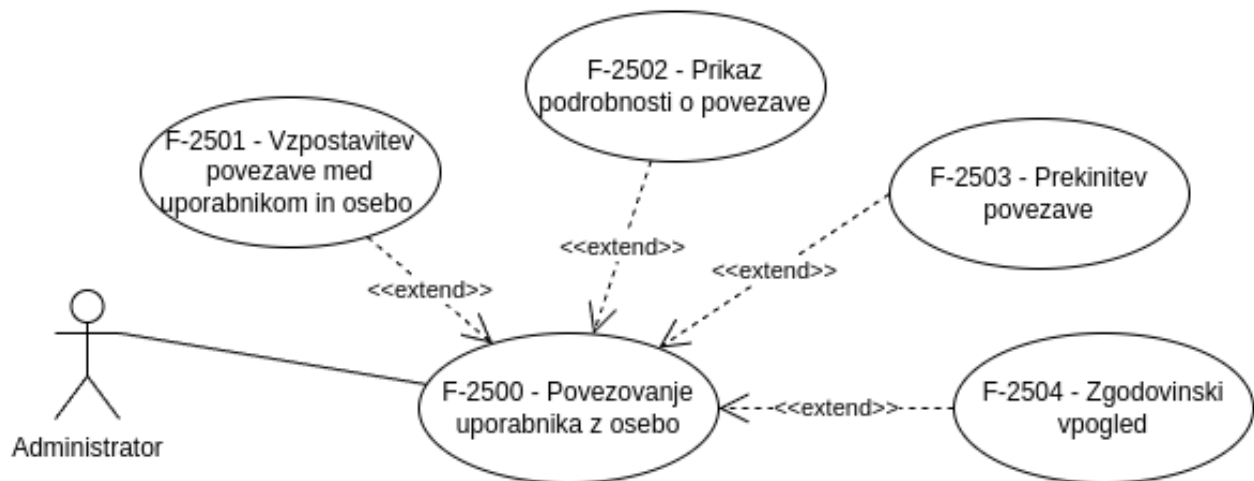 F-2502 - Prikaz
podrobnosti o povezave
F-2501 - Vzpostavitev
povezave med
uporabnikom in osebo
F-2503 - Prekinitev
povezave
<<extend>>
<<extend>>
<<extend>>
F-2500 - Povezovanje
uporabnika z osebo
<<extend>>
F-2504 - Zgodovinski
vpogled
Administrator